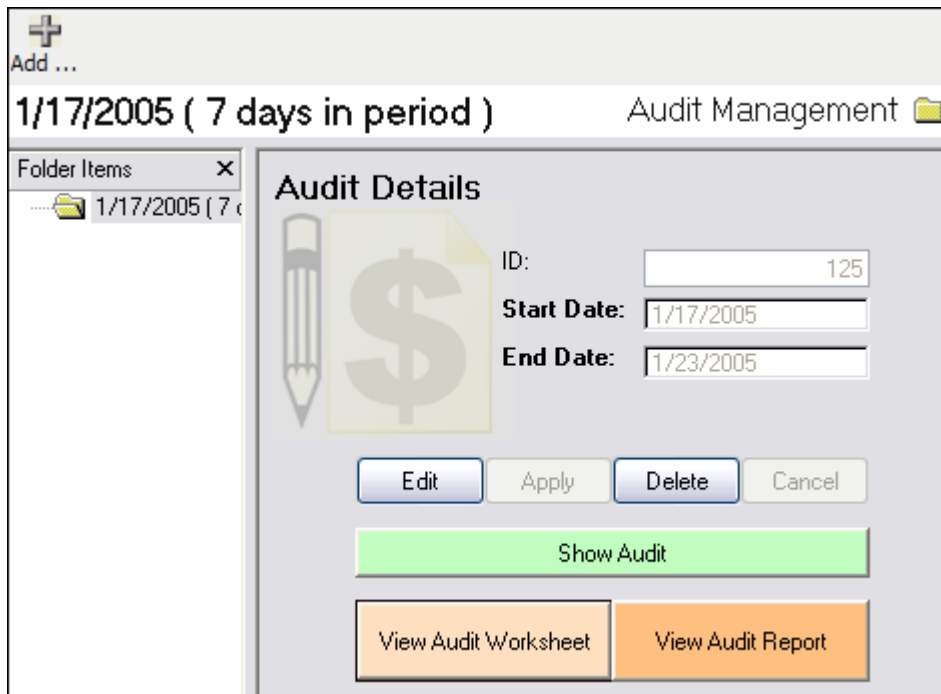 Add ...
1/17/2005 ( 7 days in period )
Audit Management
Folder Items
1/17/2005 ( 7
Audit Details
$
ID:
125
Start Date:
1/17/2005
End Date:
1/23/2005
Edit
Apply
Delete
Cancel
Show Audit
View Audit Worksheet
View Audit Report